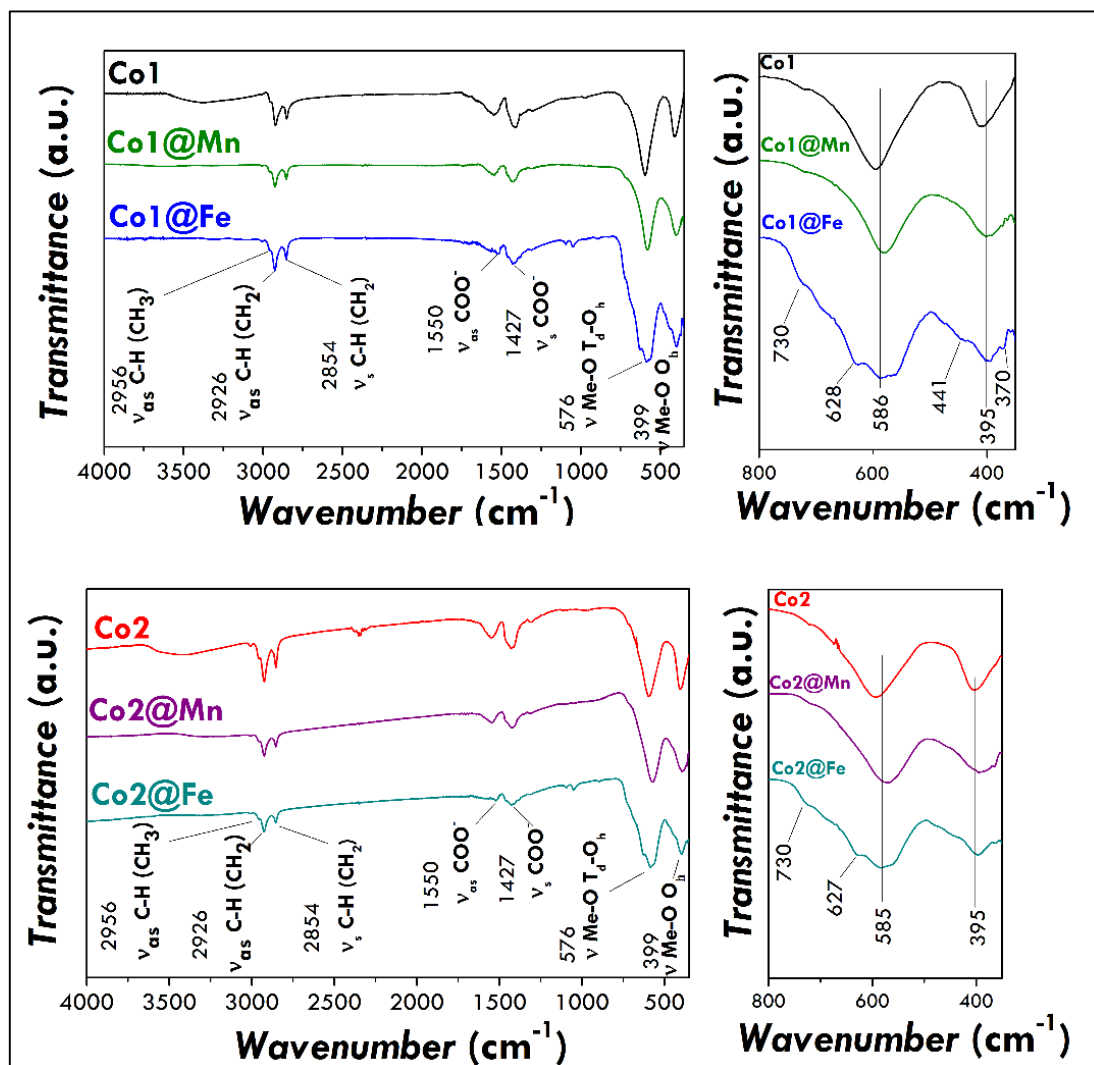 Transmittance (a.u.)
Co1
Co1@Mn
Co1@Fe
2956
νas C-H (CH3)
2926
νas C-H (CH2)
2854
νs C-H (CH2)
1550
νas COO-
1427
νs COO-
576
ν Me-O Td-Oh
399
ν Me-O Oh
4000 3500 3000 2500 2000 1500 1000 500
Wavenumber (cm-1)
Transmittance (a.u.)
Co1
Co1@Mn
Co1@Fe
730
628
586
441
395
370
800 600 400
Wavenumber (cm-1)
Transmittance (a.u.)
Co2
Co2@Mn
Co2@Fe
2956
νas C-H (CH3)
2926
νas C-H (CH2)
2854
νs C-H (CH2)
1550
νas COO-
1427
νs COO-
576
ν Me-O Td-Oh
399
ν Me-O Oh
4000 3500 3000 2500 2000 1500 1000 500
Wavenumber (cm-1)
Transmittance (a.u.)
Co2
Co2@Mn
Co2@Fe
730
627
585
395
800 600 400
Wavenumber (cm-1)